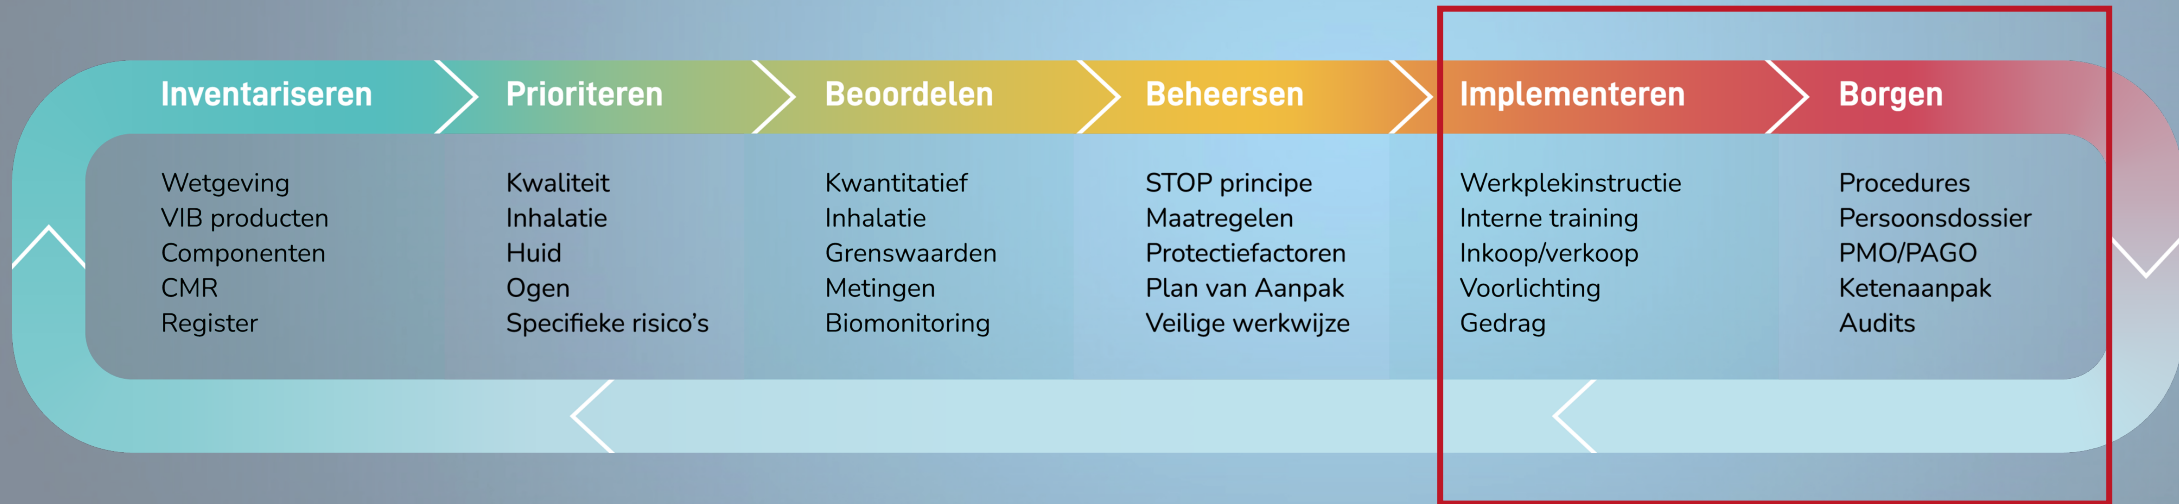 Inventariseren
Wetgeving
VIB producten
Componenten
CMR
Register
Prioriteren
Kwaliteit
Inhalatie
Huid
Ogen
Specifieke risico's
Beoordelen
Kwantitatief
Inhalatie
Grenswaarden
Metingen
Biomonitoring
Beheersen
STOP principe
Maatregelen
Protectiefactoren
Plan van Aanpak
Veilige werkwijze
Implementeren
Werkplekinstructie
Interne training
Inkoop/verkoop
Voorlichting
Gedrag
Borgen
Procedures
Persoonsdossier
PMO/PAGO
Ketenaanpak
Audits